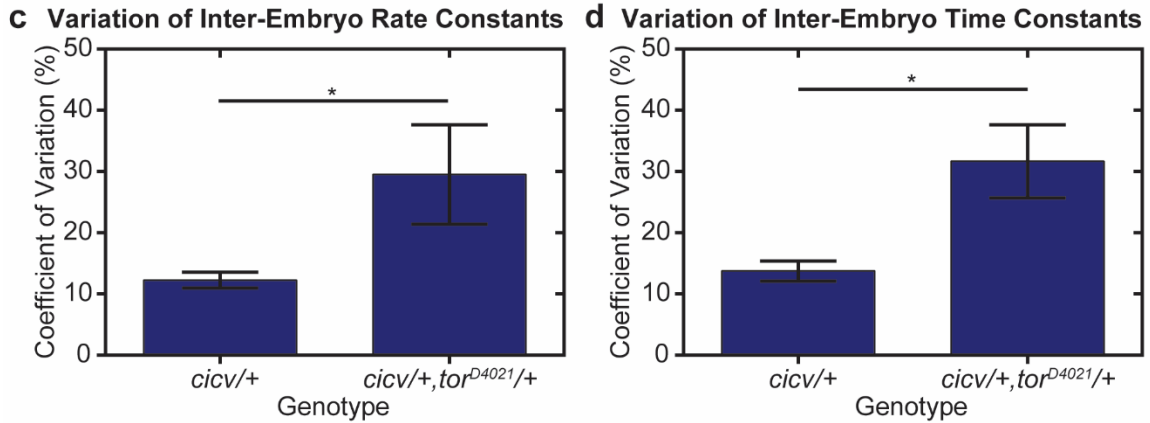 c Variation of Inter-Embryo Rate Constants
Coefficient of Variation (%)
50
40
30
20
10
0
*
cicv/+
cicv/+,torD4021/+
Genotype
d Variation of Inter-Embryo Time Constants
Coefficient of Variation (%)
50
40
30
20
10
0
*
cicv/+
cicv/+,torD4021/+
Genotype